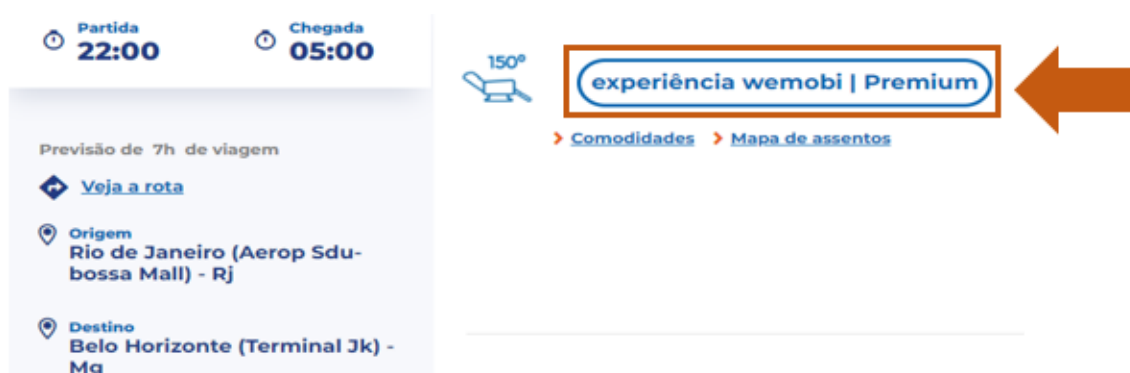 Partida
22:00
Chegada
05:00
Previsão de 7h de viagem
Veja a rota
Origem
Rio de Janeiro (Aerop Sdu-
bossa Mall) - Rj
Destino
Belo Horizonte (Terminal Jk) -
Mg
150º
experiência wemobi | Premium
Comodidades
Mapa de assentos